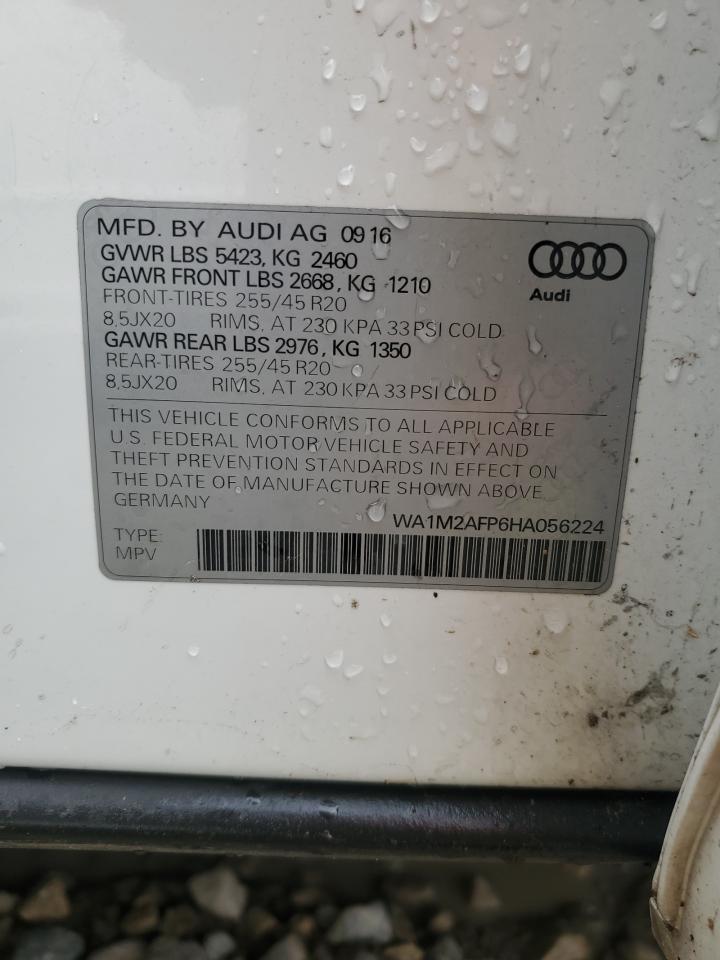 MFD. BY AUDI AG 09 16
GVWR LBS 5423, KG 2460
GAWR FRONT LBS 2668, KG 1210
FRONT-TIRES 255/45 R20
8,5JX20 RIMS, AT 230 KPA 33 PSI COLD
GAWR REAR LBS 2976, KG 1350
REAR-TIRES 255/45 R20
8,5JX20 RIMS, AT 230 KPA 33 PSI COLD
Audi
THIS VEHICLE CONFORMS TO ALL APPLICABLE
U.S. FEDERAL MOTOR VEHICLE SAFETY AND
THEFT PREVENTION STANDARDS IN EFFECT ON
THE DATE OF MANUFACTURE SHOWN ABOVE.
GERMANY
WA1M2AFP6HA056224
TYPE:
MPV